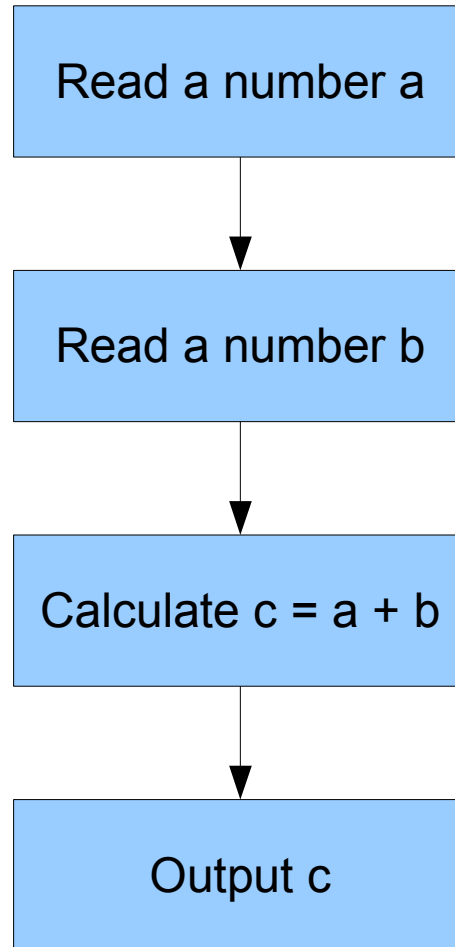 Read a number a
Read a number b
Calculate c = a + b
Output c